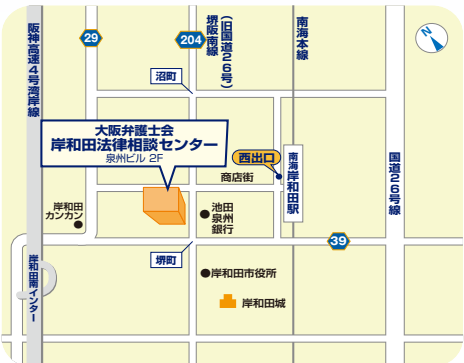 阪神高速4号湾岸線
29
204
堺阪南線
(旧国道26号)
南海本線
N
沼町
大阪弁護士会
岸和田法律相談センター
泉州ビル 2F
西出口
商店街
南海
岸和田駅
国道26号線
岸和田
カンカン
池田
泉州
銀行
39
堺町
岸和田南インター
岸和田市役所
岸和田城